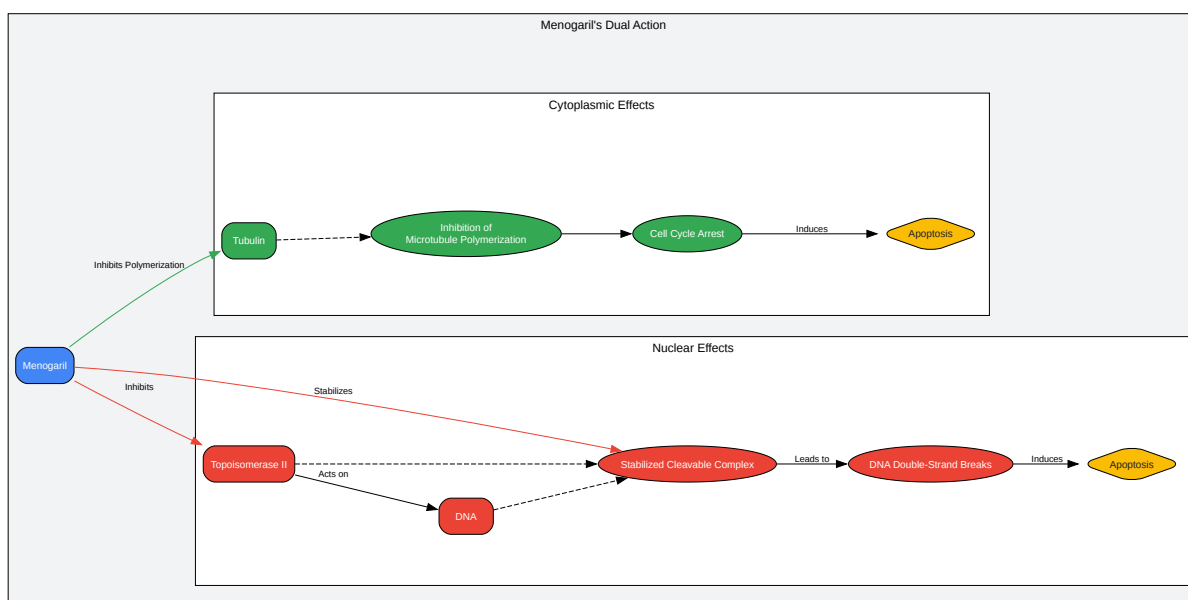 Menogaril's Dual Action
Cytoplasmic Effects
Tubulin
Inhibition of
Microtubule Polymerization
Cell Cycle Arrest
Induces
Apoptosis
Inhibits Polymerization
Menogaril
Inhibits
Nuclear Effects
Stabilizes
Topoisomerase II
Acts on
DNA
Stabilized Cleavable Complex
Leads to
DNA Double-Strand Breaks
Induces
Apoptosis